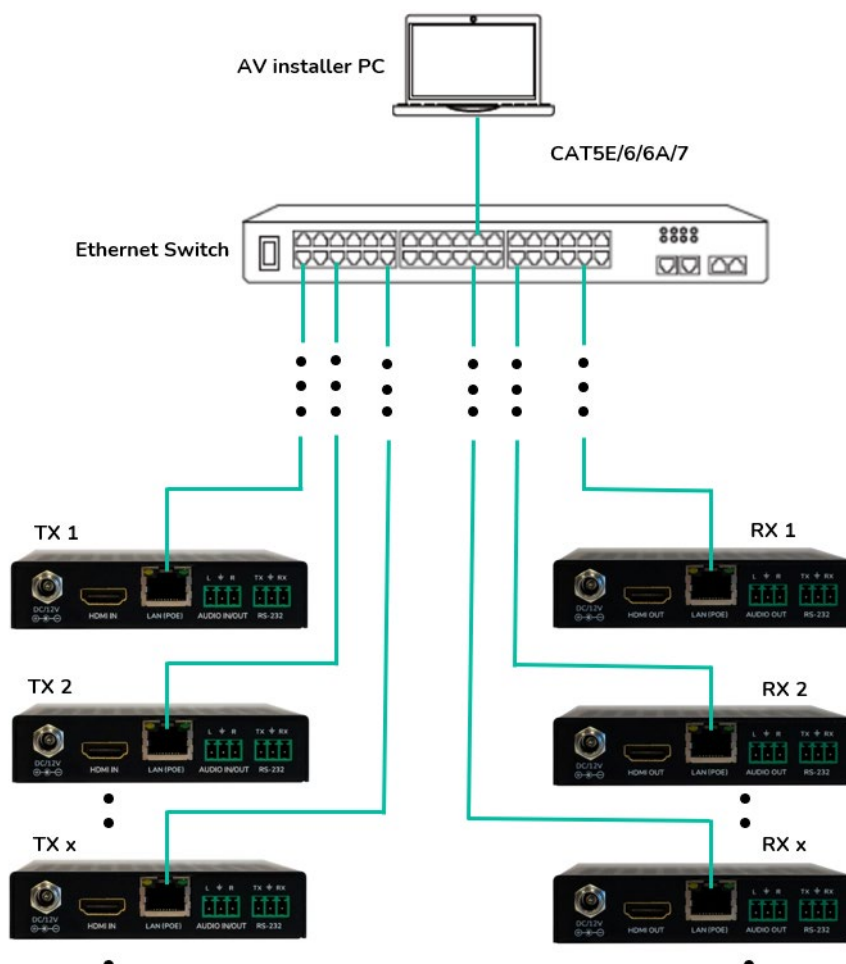 AV installer PC
CAT5E/6/6A/7
Ethernet Switch
TX 1
RX 1
L R TX RX
DC/12V HDMI IN LAN (POE) AUDIO IN/OUT RS-232
L R TX RX
DC/12V HDMI OUT LAN (POE) AUDIO OUT RS-232
TX 2
RX 2
L R TX RX
DC/12V HDMI IN LAN (POE) AUDIO IN/OUT RS-232
L R TX RX
DC/12V HDMI OUT LAN (POE) AUDIO OUT RS-232
TX x
RX x
L R TX RX
DC/12V HDMI IN LAN (POE) AUDIO IN/OUT RS-232
L R TX RX
DC/12V HDMI OUT LAN (POE) AUDIO OUT RS-232